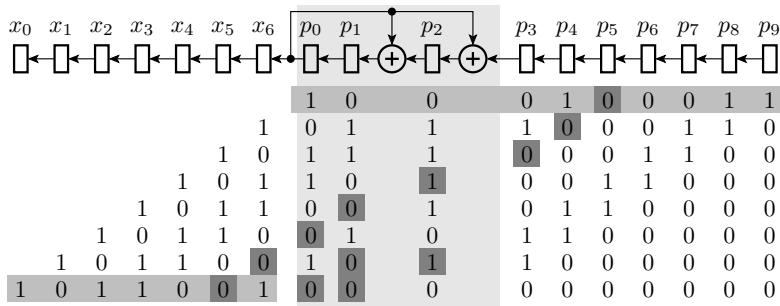 x0 x1 x2 x3 x4 x5 x6 p0 p1 p2 p3 p4 p5 p6 p7 p8 p9
+ +
1 0 0 0 1 0 0 0 1 1
1 0 1 1 1 0 0 0 1 1 0
1 0 1 1 1 0 0 0 1 1 0 0
1 0 1 1 0 1 0 0 1 1 0 0 0
1 0 1 1 0 0 1 0 1 1 0 0 0 0
1 0 1 1 0 0 1 0 1 1 0 0 0 0 0
1 0 1 1 0 0 1 0 1 1 0 0 0 0 0 0
1 0 1 1 0 0 1 0 0 0 0 0 0 0 0 0 0